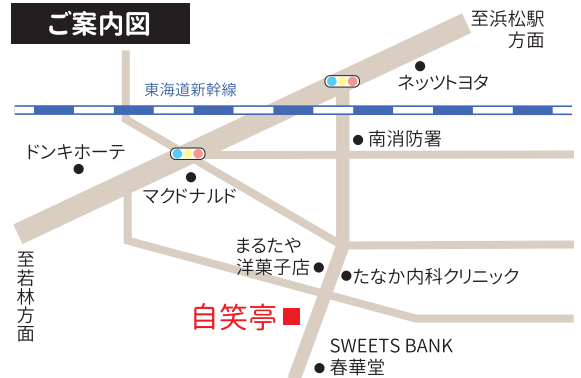 ご案内図
至浜松駅
方面
ネッツトヨタ
東海道新幹線
南消防署
ドンキホーテ
マクドナルド
まるたや
洋菓子店
たなか内科クリニック
至若林方面
自笑亭
SWEETS BANK
春華堂